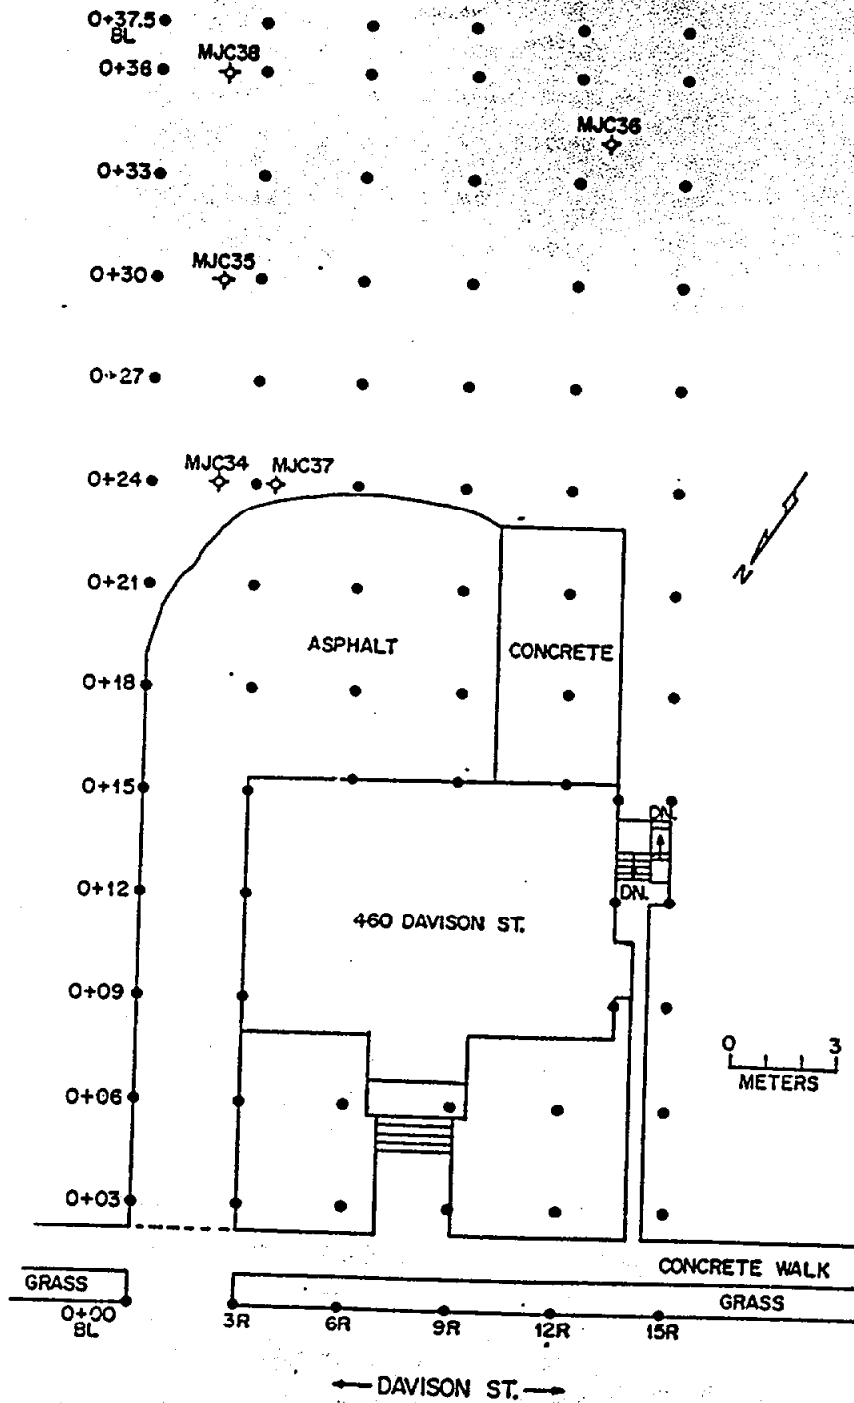 0+37.5
BL
MJC38
0+36
MJC36
0+33
MJC35
0+30
0+27
MJC34 MJC37
0+24
N
0+21
ASPHALT
CONCRETE
0+18
0+15
DN.
0+12
DN.
460 DAVISON ST.
0+09
0 3
METERS
0+06
0+03
CONCRETE WALK
GRASS
GRASS
0+00
BL
3R 6R 9R 12R 15R
DAVISON ST.